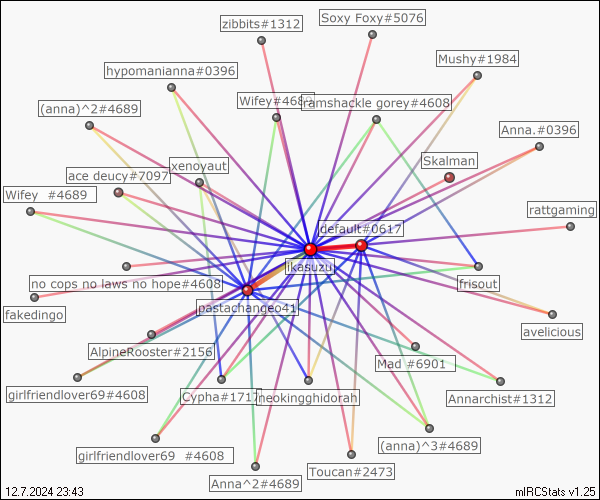 Soxy Foxy#5076
zibbits#1312
Mushy#1984
hypomanianna#0396
Wifey#4689
ramshackle gorey#4608
(anna)^2#4689
Anna.#0396
Skalman
xenoyaut
ace deucy#7097
Wifey #4689
rattgaming
default#0617
ikasuzu
no cops no laws no hope#4608
frisout
pastachangeo41
fakedingo
avelicious
AlpineRooster#2156
Mad #6901
girlfriendlover69#4608
Cypha#1717
neokingghidorah
Annarchist#1312
(anna)^3#4689
girlfriendlover69 #4608
Toucan#2473
Anna^2#4689
12.7.2024 23:43
mIRCStats v1.25